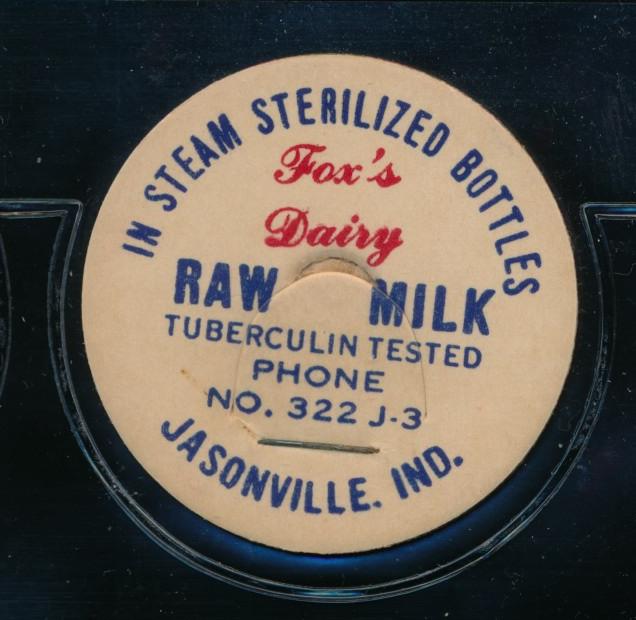 IN STEAM STERILIZED BOTTLES
Fox's
Dairy
RAW MILK
TUBERCULIN TESTED
PHONE
NO. 322 J-3
JASONVILLE. IND.